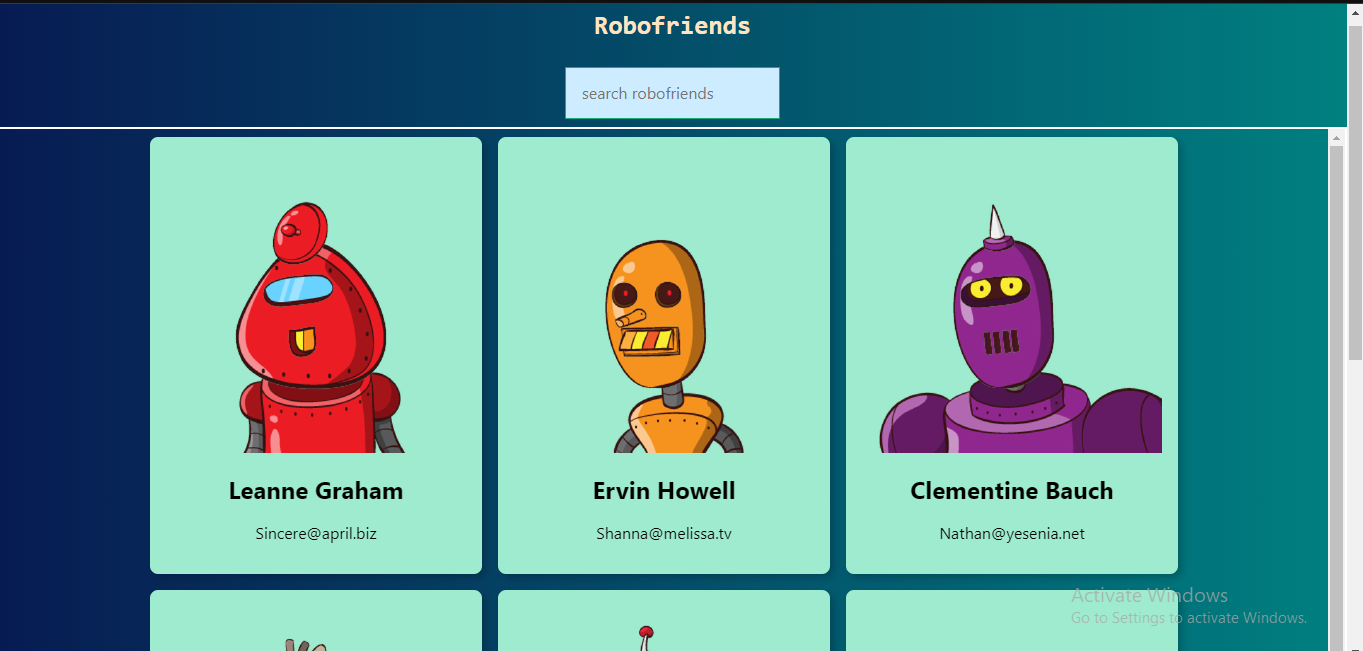 Robofriends
search robofriends
Leanne Graham
Sincere@april.biz
Ervin Howell
Shanna@melissa.tv
Clementine Bauch
Nathan@yesenia.net
Activate Windows
Go to Settings to activate Windows.